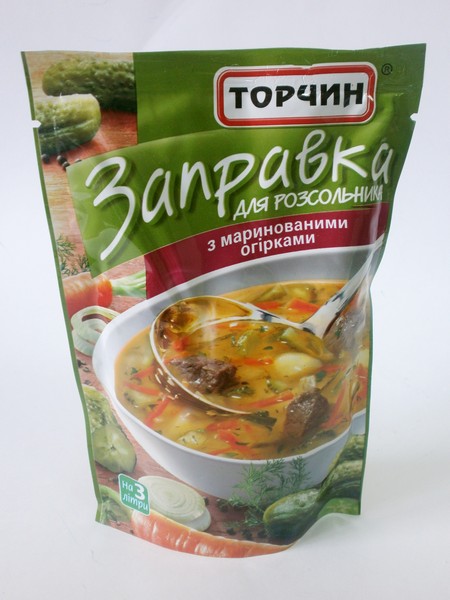 ТОРЧИН®
Заправка
ДЛЯ РОЗСОЛЬНИКА
з маринованими
огірками
на
3
літри